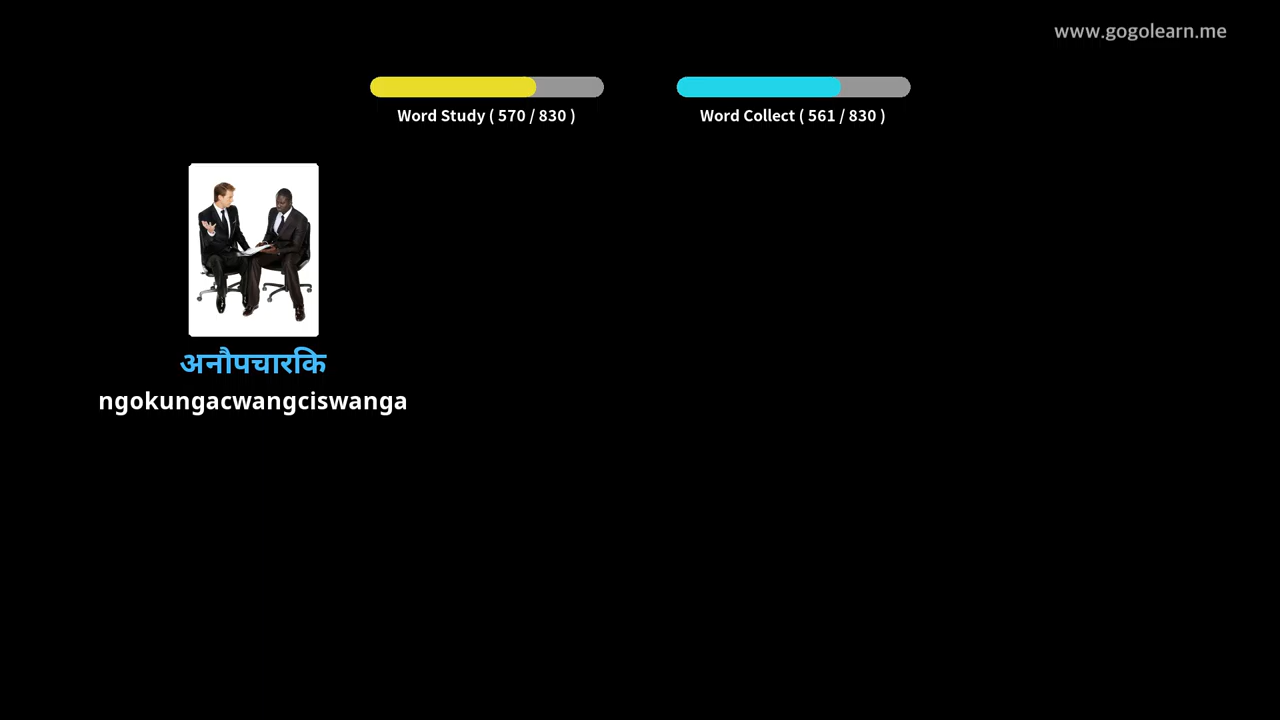 www.gogolearn.me
Word Study ( 570 / 830 )
Word Collect ( 561 / 830 )
अनौपचारकि
ngokungacwangciswanga